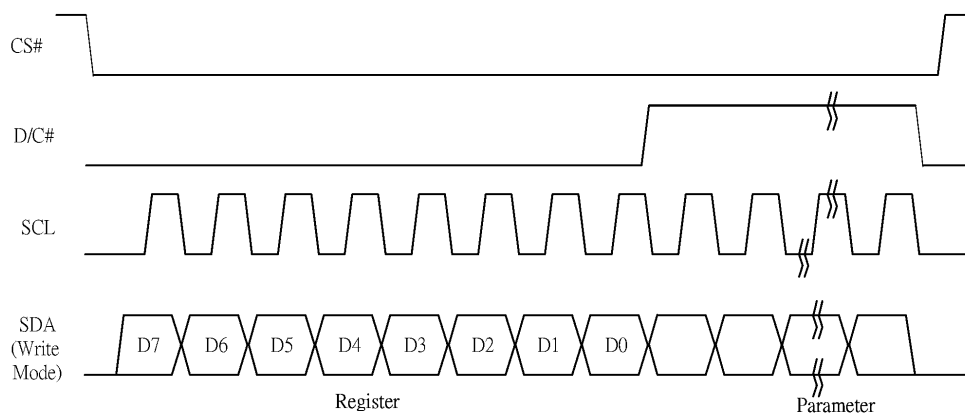 CS#
D/C#
SCL
SDA
(Write
Mode)
D7 D6 D5 D4 D3 D2 D1 D0
Register Parameter